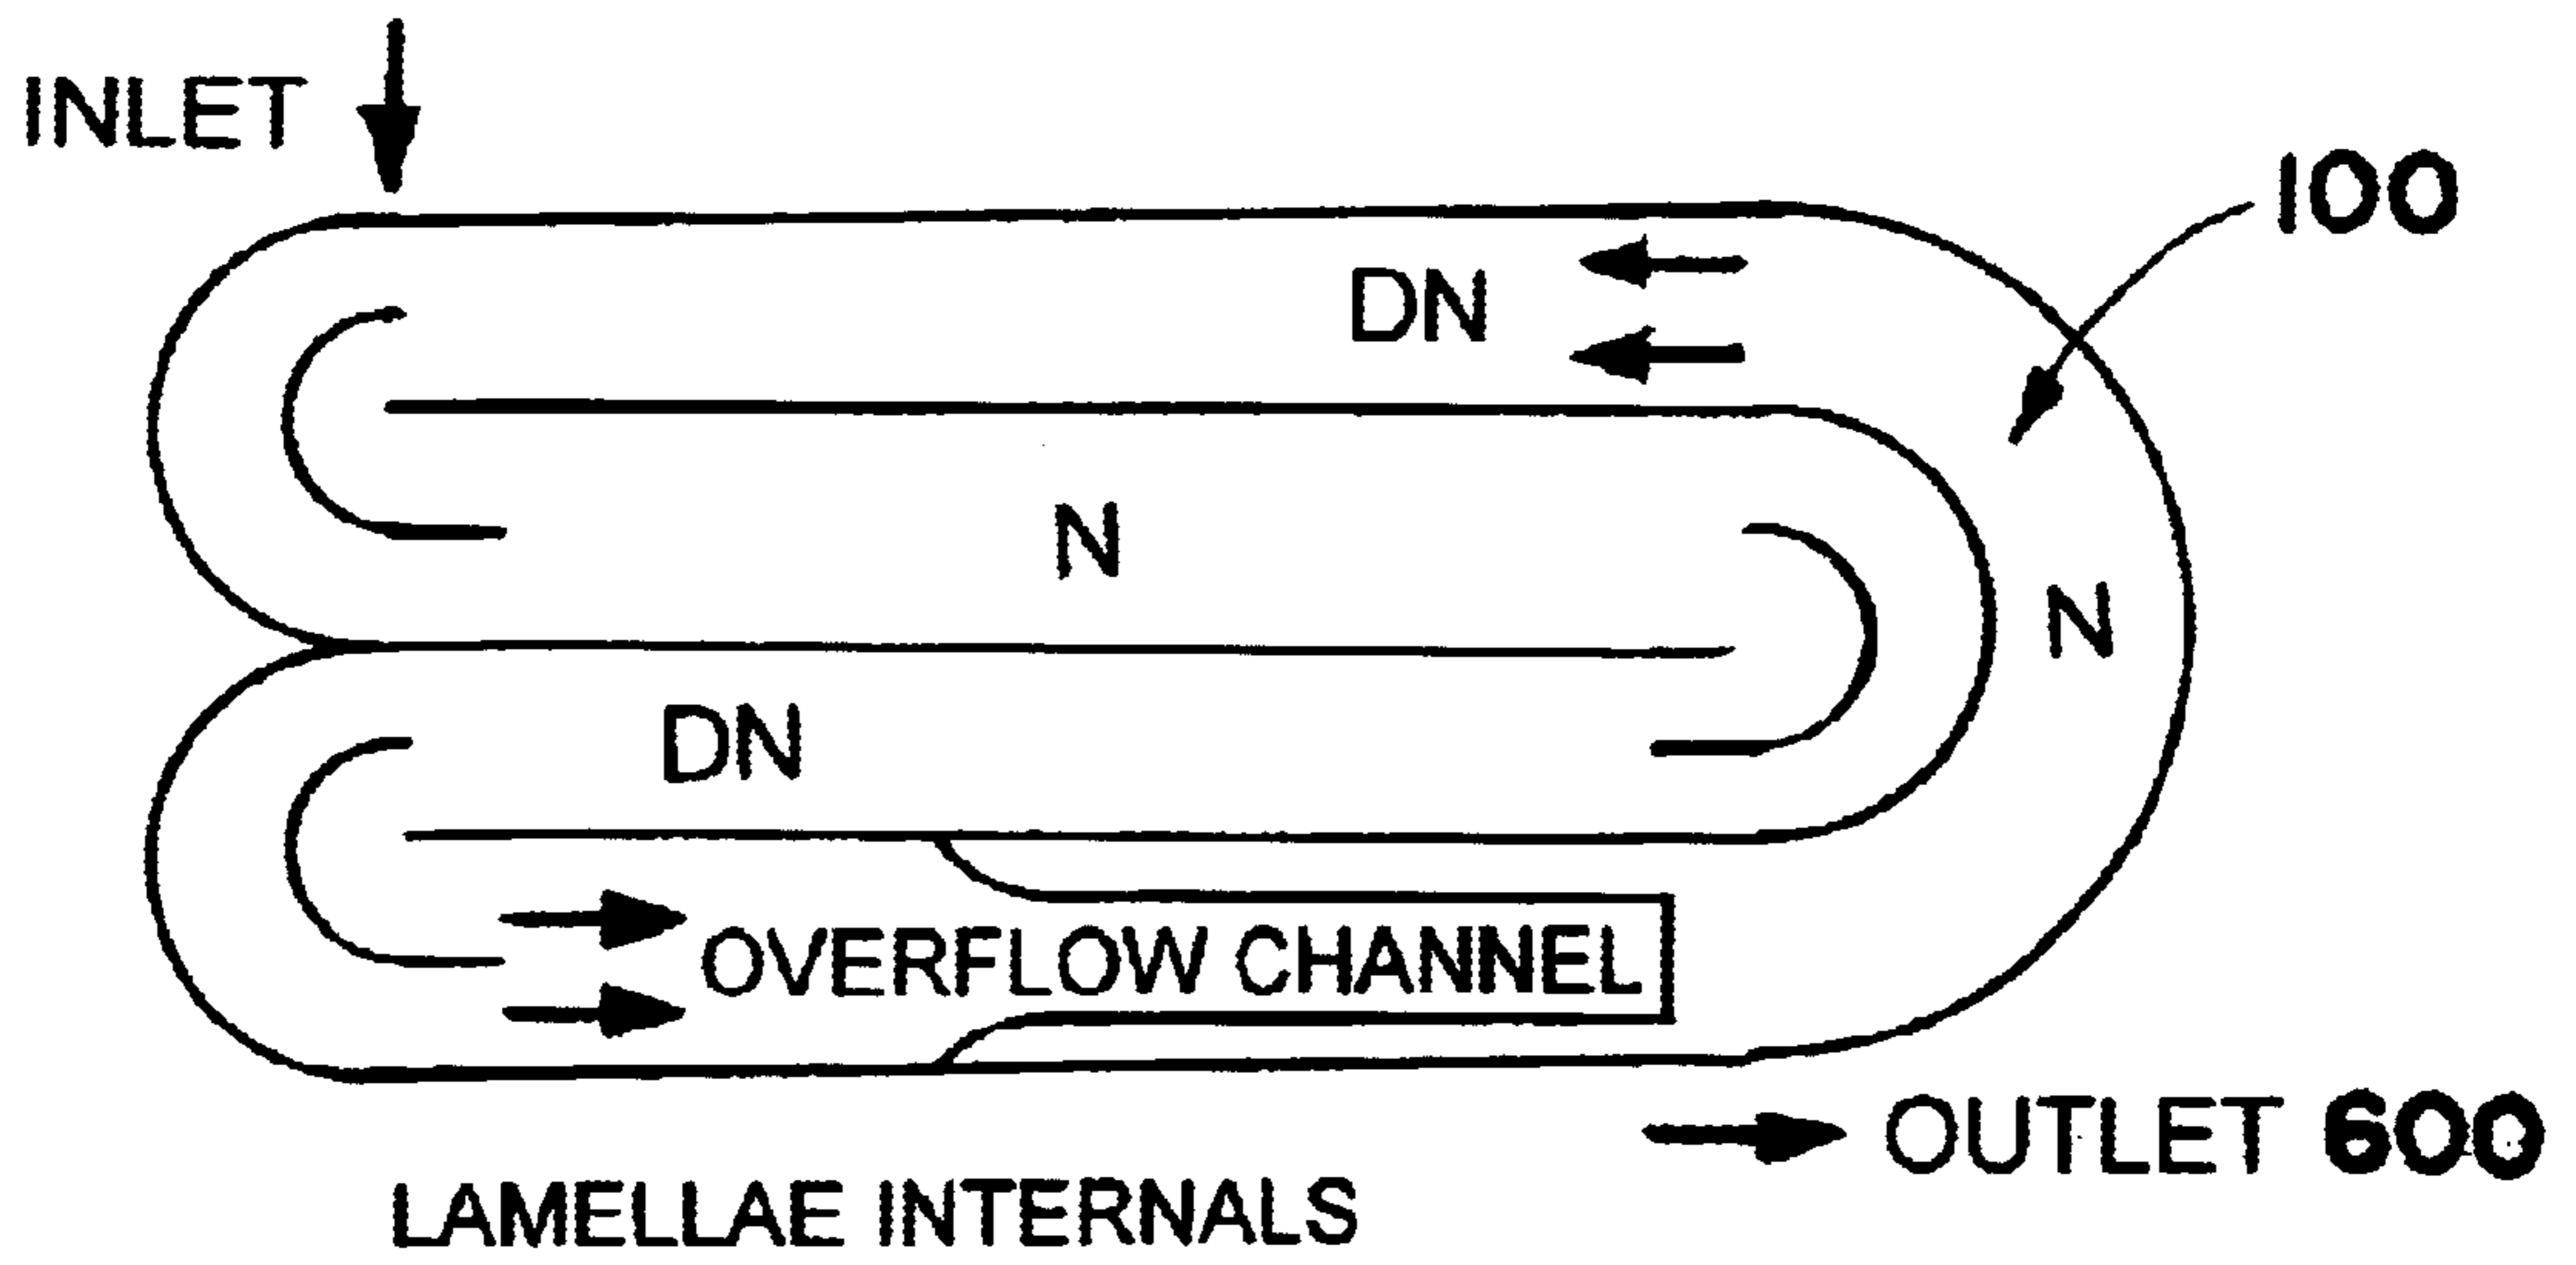 INLET
100
DN
N
N
DN
OVERFLOW CHANNEL
OUTLET 600
LAMELLAE INTERNALS